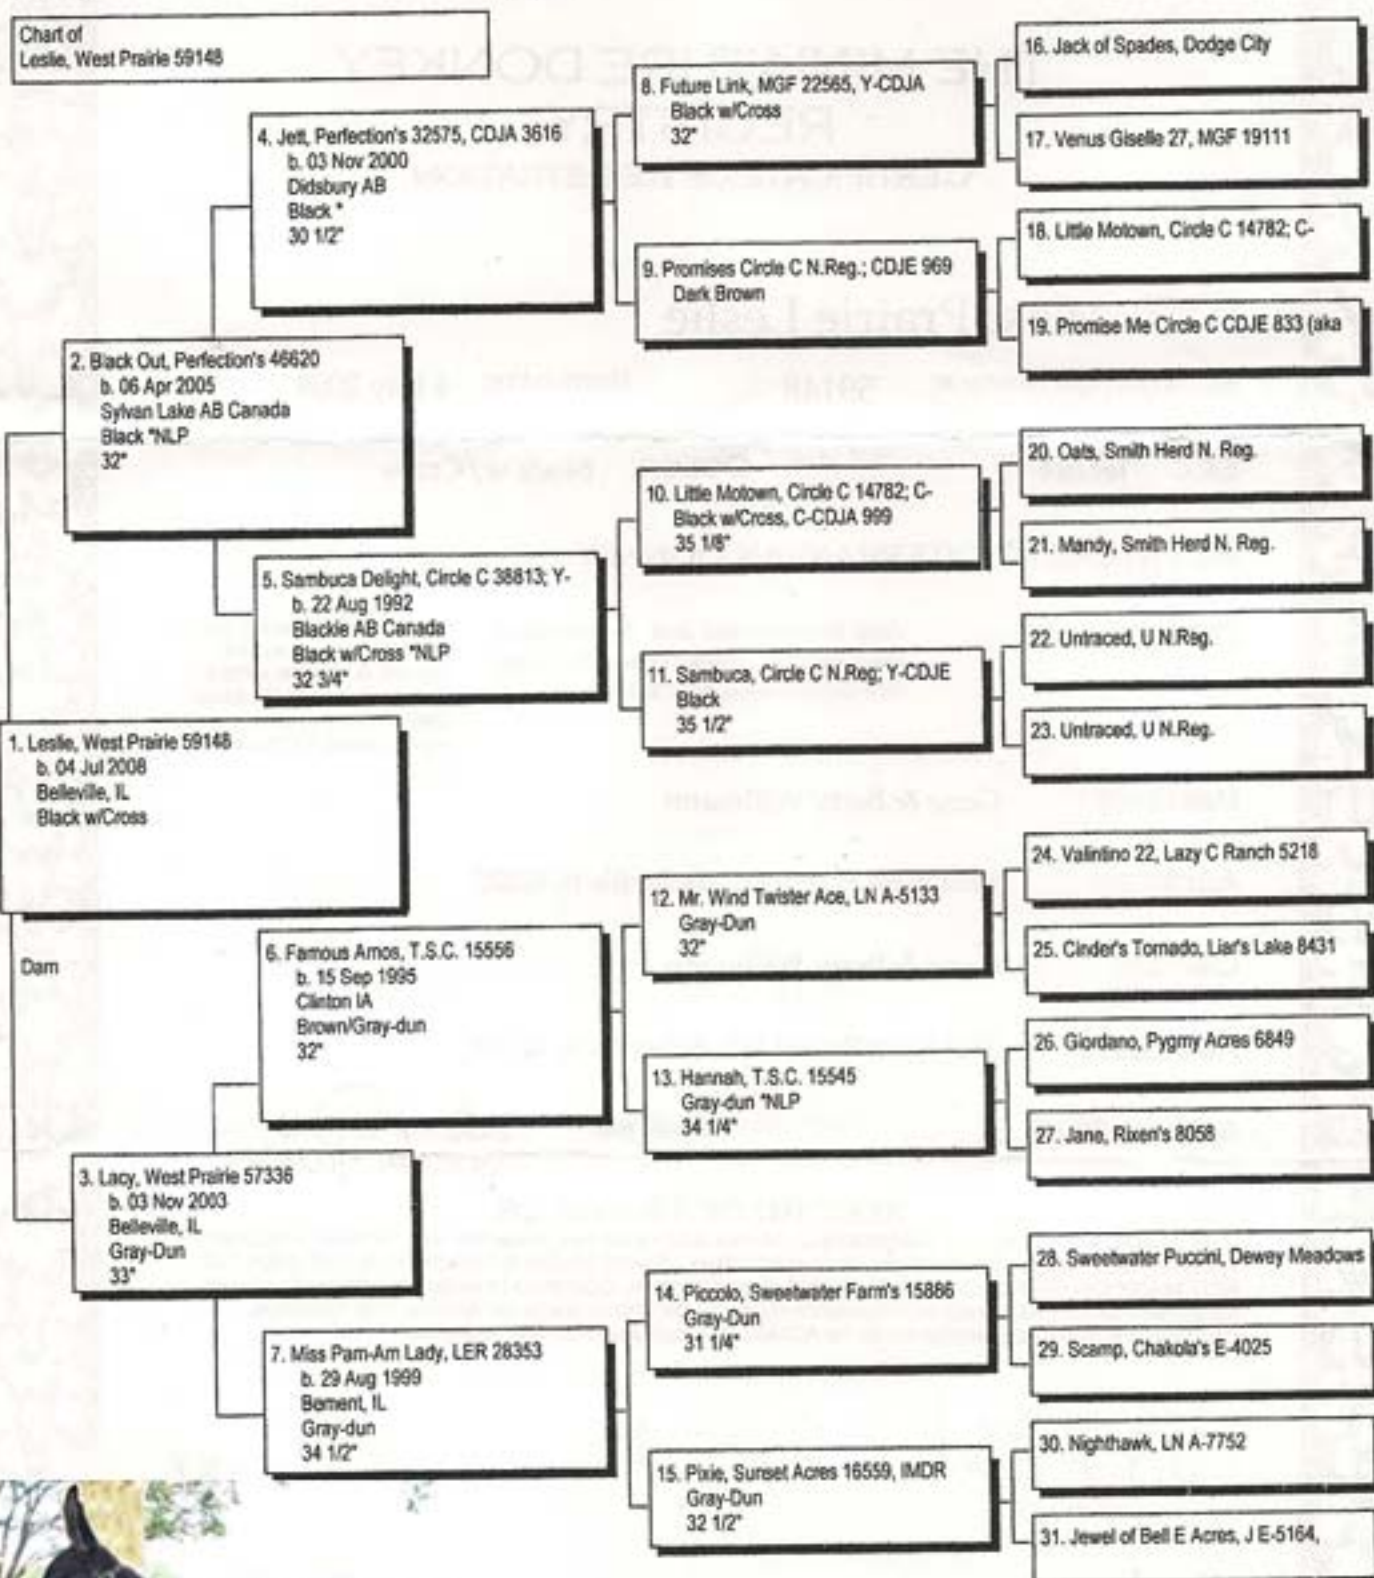 Chart of
Leslie, West Prairie 59148
1. Leslie, West Prairie 59148
b. 04 Jul 2008
Belleville, IL
Black w/Cross
Dam
2. Black Out, Perfection's 46620
b. 06 Apr 2005
Sylvan Lake AB Canada
Black *NLP
32"
3. Lacy, West Prairie 57336
b. 03 Nov 2003
Belleville, IL
Gray-Dun
33"
4. Jett, Perfection's 32575, CDJA 3616
b. 03 Nov 2000
Didsbury AB
Black *
30 1/2"
5. Sambuca Delight, Circle C 38813; Y-
b. 22 Aug 1992
Blackie AB Canada
Black w/Cross *NLP
32 3/4"
6. Famous Amos, T.S.C. 15556
b. 15 Sep 1995
Clinton IA
Brown/Gray-dun
32"
7. Miss Pam-Am Lady, LER 28353
b. 29 Aug 1999
Bement, IL
Gray-dun
34 1/2"
8. Future Link, MGF 22565, Y-CDJA
Black w/Cross
32"
9. Promises Circle C N.Reg.; CDJE 969
Dark Brown
10. Little Motown, Circle C 14782; C-
Black w/Cross, C-CDJA 999
35 1/8"
11. Sambuca, Circle C N.Reg; Y-CDJE
Black
35 1/2"
12. Mr. Wind Twister Ace, LN A-5133
Gray-Dun
32"
13. Hannah, T.S.C. 15545
Gray-dun *NLP
34 1/4"
14. Piccolo, Sweetwater Farm's 15886
Gray-Dun
31 1/4"
15. Pixie, Sunset Acres 16559, IMDR
Gray-Dun
32 1/2"
16. Jack of Spades, Dodge City
17. Venus Giselle 27, MGF 19111
18. Little Motown, Circle C 14782; C-
19. Promise Me Circle C CDJE 833 (aka
20. Oats, Smith Herd N. Reg.
21. Mandy, Smith Herd N. Reg.
22. Untraced, U N.Reg.
23. Untraced, U N.Reg.
24. Valintino 22, Lazy C Ranch 5218
25. Cinder's Tornado, Liar's Lake 8431
26. Giordano, Pygmy Acres 6849
27. Jane, Rixen's 8058
28. Sweetwater Puccini, Dewey Meadows
29. Scamp, Chakola's E-4025
30. Nighthawk, LN A-7752
31. Jewel of Bell E Acres, J E-5164,